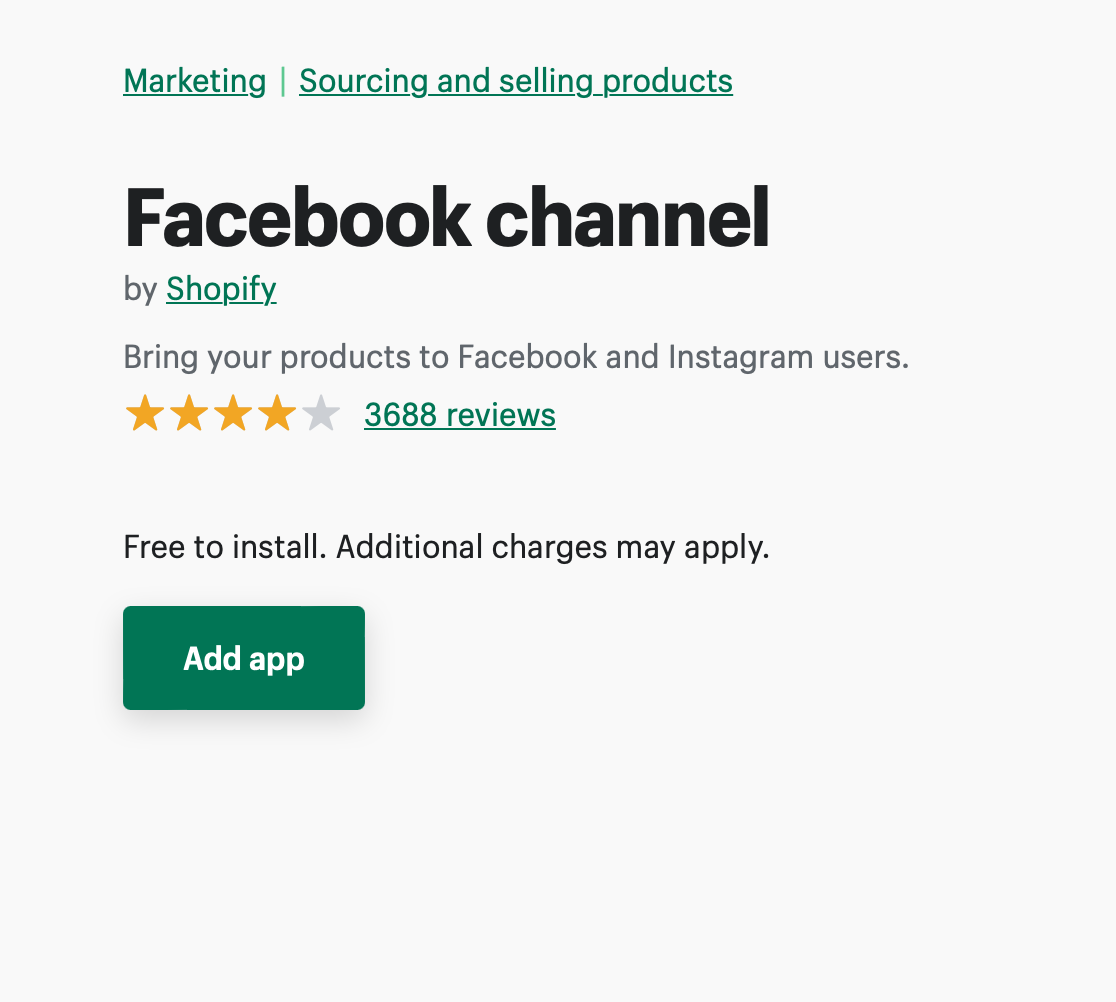 Marketing | Sourcing and selling products
Facebook channel
by Shopify
Bring your products to Facebook and Instagram users.
3688 reviews
Free to install. Additional charges may apply.
Add app